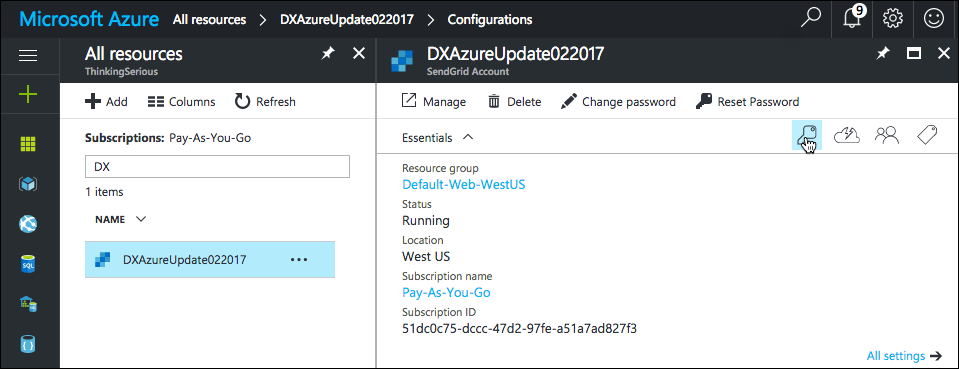 Microsoft Azure All resources > DXAzureUpdate022017 > Configurations
9
All resources
ThinkingSerious
Add Columns Refresh
Subscriptions: Pay-As-You-Go
DX
1 items
NAME
DXAzureUpdate022017 ...
DXAzureUpdate022017
SendGrid Account
Manage Delete Change password Reset Password
Essentials
Resource group
Default-Web-WestUS
Status
Running
Location
West US
Subscription name
Pay-As-You-Go
Subscription ID
51dc0c75-dccc-47d2-97fe-a51a7ad827f3
All settings →
SQL